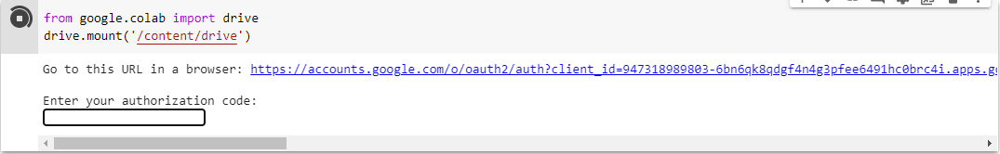 from google.colab import drive
drive.mount('/content/drive')
Go to this URL in a browser: https://accounts.google.com/o/oauth2/auth?client_id=947318989803-6bn6qk8qdgf4n4g3pfee6491hc0brc4i.apps.g
Enter your authorization code: